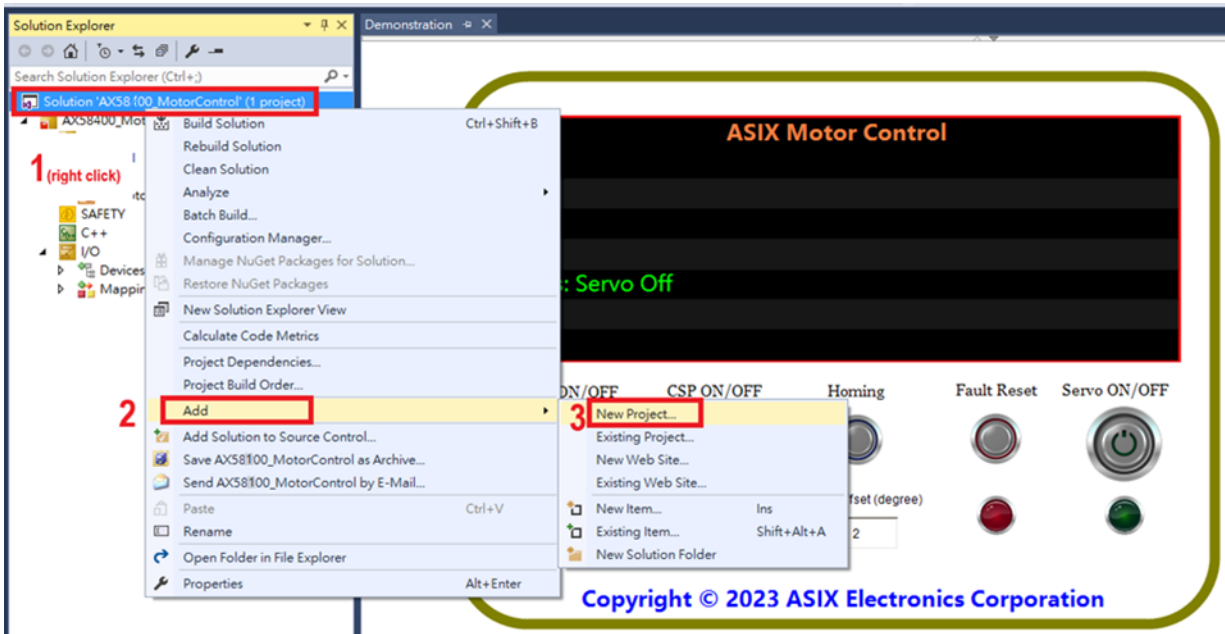 Solution Explorer
Demonstration
Search Solution Explorer (Ctrl+;)
Solution 'AX58100_MotorControl' (1 project)
AX58400_Mot
1 (right click)
SAFETY
C++
I/O
Devices
Mappin
Build Solution Ctrl+Shift+B
Rebuild Solution
Clean Solution
Analyze
Batch Build...
Configuration Manager...
Manage NuGet Packages for Solution...
Restore NuGet Packages
New Solution Explorer View
Calculate Code Metrics
Project Dependencies...
Project Build Order...
2 Add
Add Solution to Source Control...
Save AX58100_MotorControl as Archive...
Send AX58100_MotorControl by E-Mail...
Paste Ctrl+V
Rename
Open Folder in File Explorer
Properties Alt+Enter
3 New Project...
Existing Project...
New Web Site...
Existing Web Site...
New Item... Ins
Existing Item... Shift+Alt+A
New Solution Folder
ASIX Motor Control
: Servo Off
ON/OFF CSP ON/OFF Homing Fault Reset Servo ON/OFF
fset (degree)
2
Copyright © 2023 ASIX Electronics Corporation